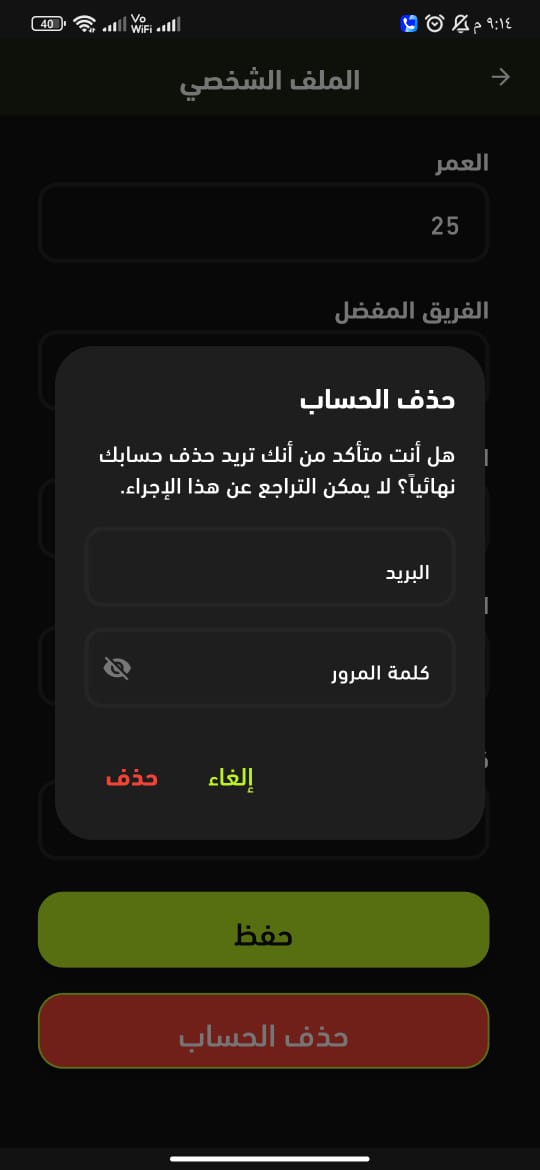 40 Vo WiFi ٩:١٤ م
الملف الشخصي
العمر
25
الفريق المفضل
حذف الحساب
هل أنت متأكد من أنك تريد حذف حسابك
نهائياً؟ لا يمكن التراجع عن هذا الإجراء.
البريد
كلمة المرور
إلغاء حذف
حفظ
حذف الحساب